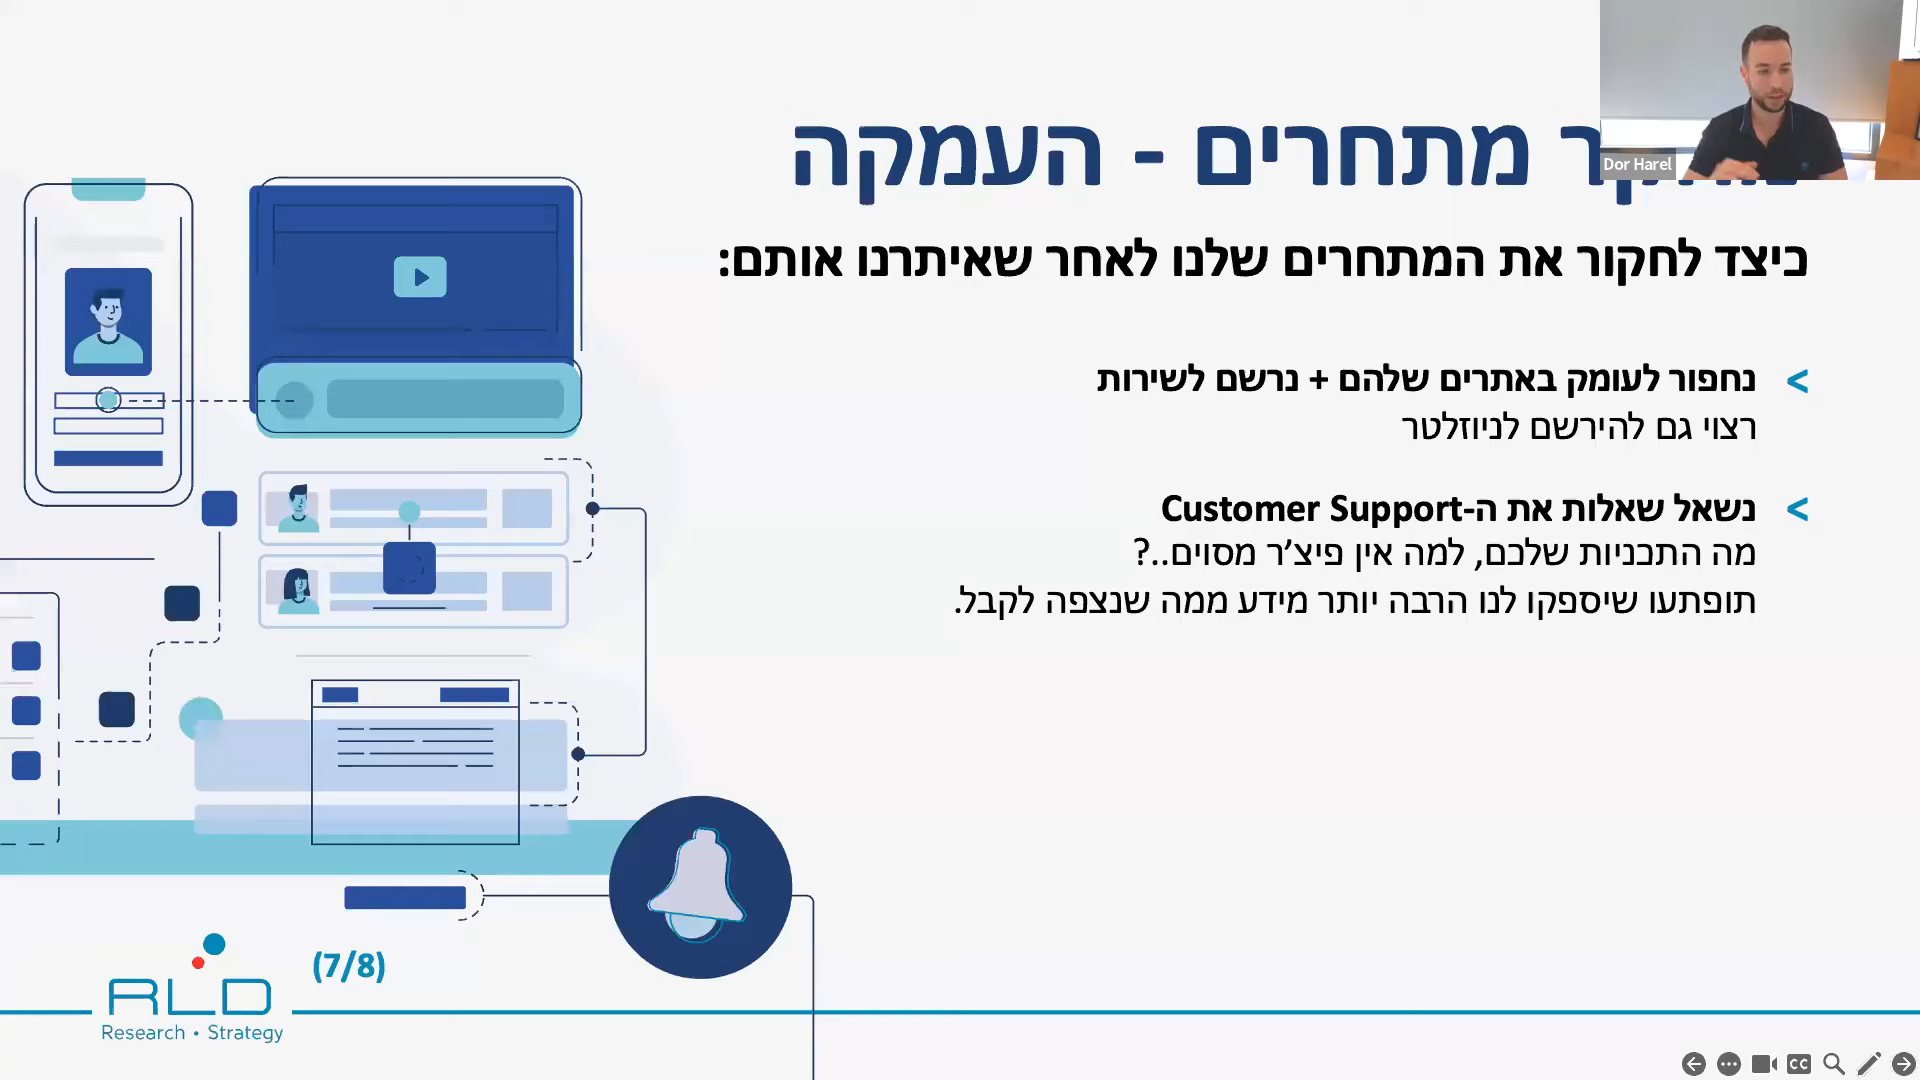 מתחרים - העמקה
Dor Harel
כיצד לחקור את המתחרים שלנו לאחר שאיתרנו אותם:
> נחפור לעומק באתרים שלהם + נרשם לשירות
רצוי גם להירשם לניוזלטר
> נשאל שאלות את ה-Customer Support
מה התכניות שלכם, למה אין פיצ׳ר מסוים..?
תופתעו שיספקו לנו הרבה יותר מידע ממה שנצפה לקבל.
(7/8)
RLD
Research • Strategy
CC